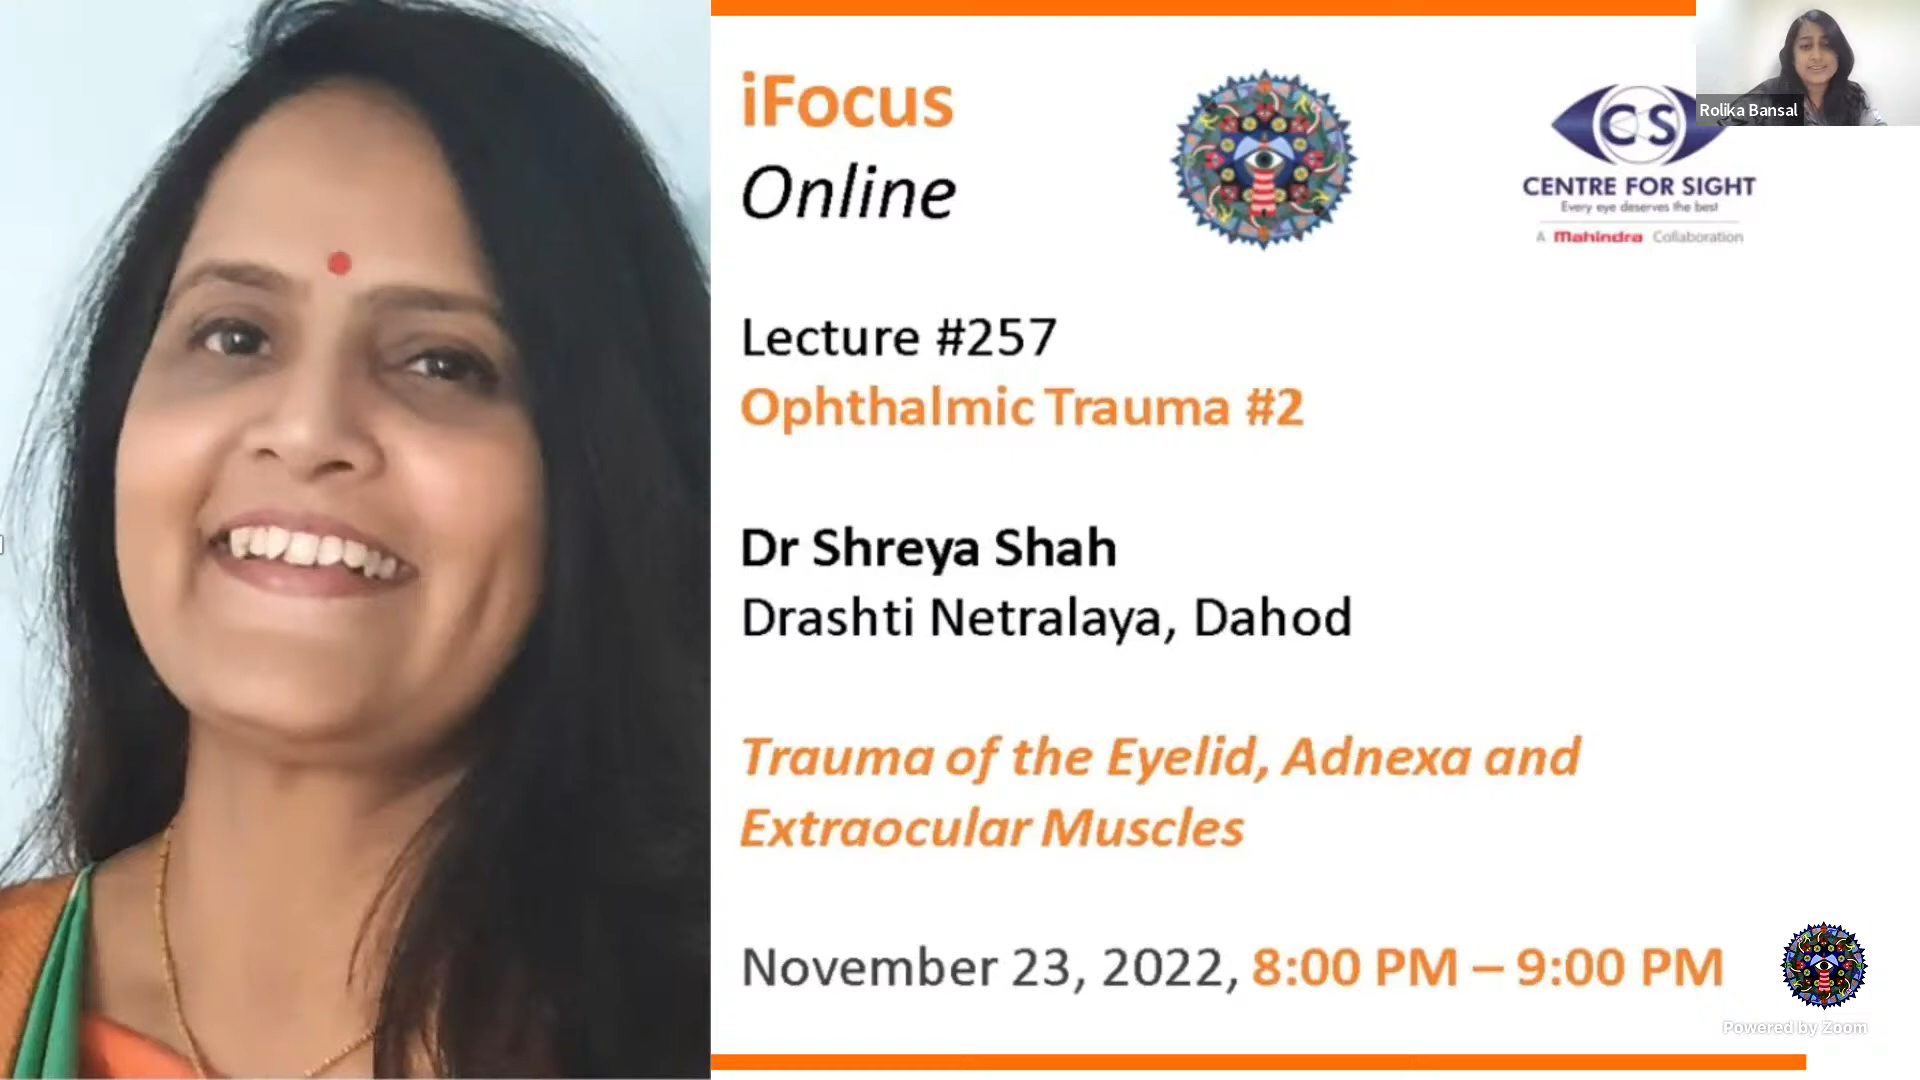 iFocus
Online
CS
CENTRE FOR SIGHT
Every eye deserves the best
A Mahindra Collaboration
Rolika Bansal
Lecture #257
Ophthalmic Trauma #2
Dr Shreya Shah
Drashti Netralaya, Dahod
Trauma of the Eyelid, Adnexa and
Extraocular Muscles
November 23, 2022, 8:00 PM – 9:00 PM
Powered by Zoom